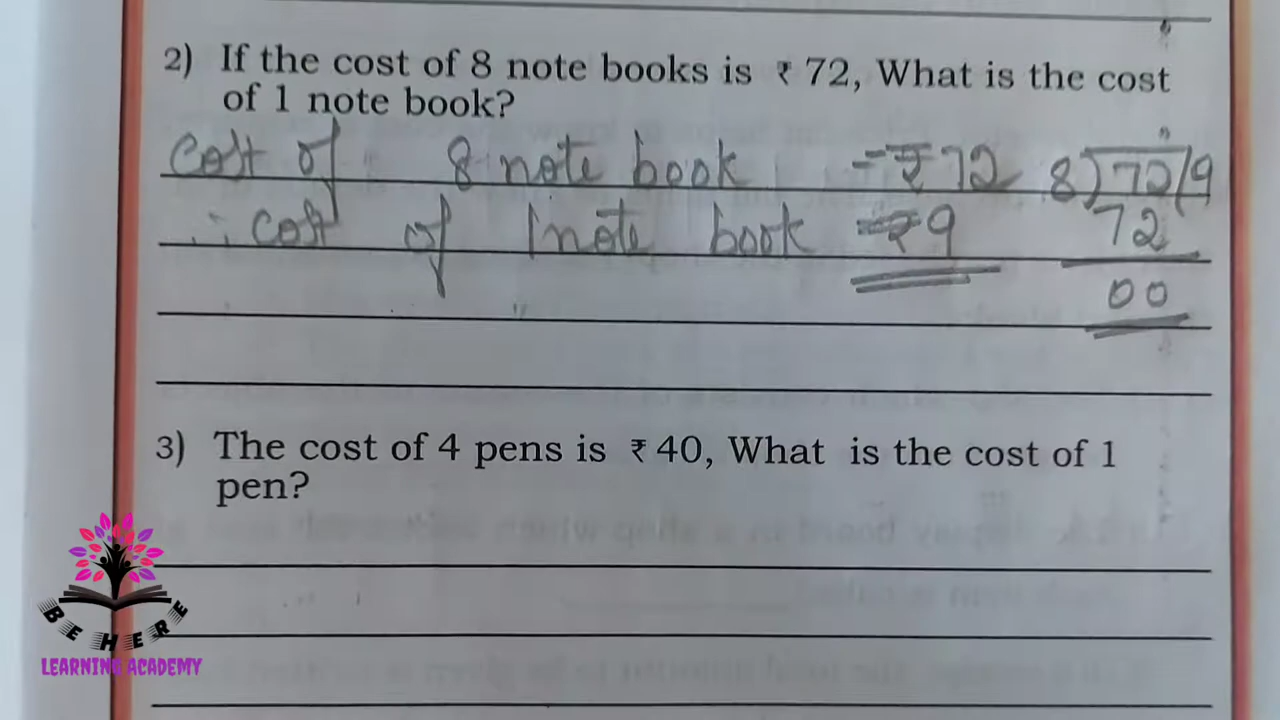 2) If the cost of 8 note books is ₹ 72, What is the cost
of 1 note book?
Cost of 8 note book = ₹ 72 8)72(9
∴ cost of 1 note book = ₹ 9 72
00
3) The cost of 4 pens is ₹ 40, What is the cost of 1
pen?
BE HERE
LEARNING ACADEMY